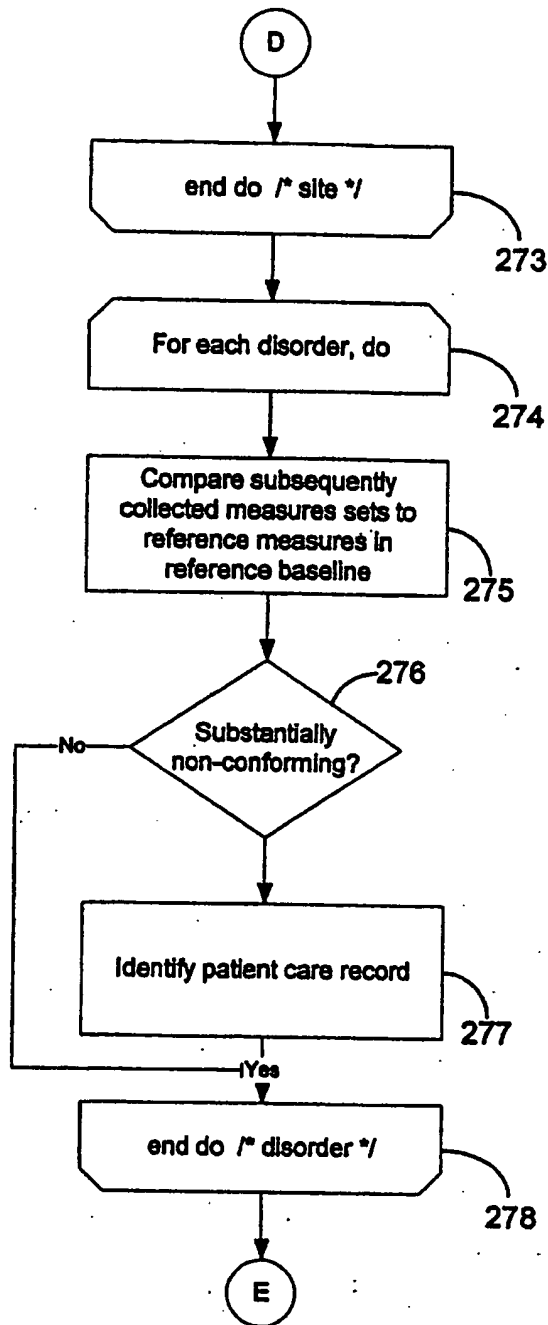 D
end do /* site */
273
For each disorder, do
274
Compare subsequently
collected measures sets to
reference measures in
reference baseline
275
276
Substantially
non-conforming?
No
Identify patient care record
277
Yes
end do /* disorder */
278
E